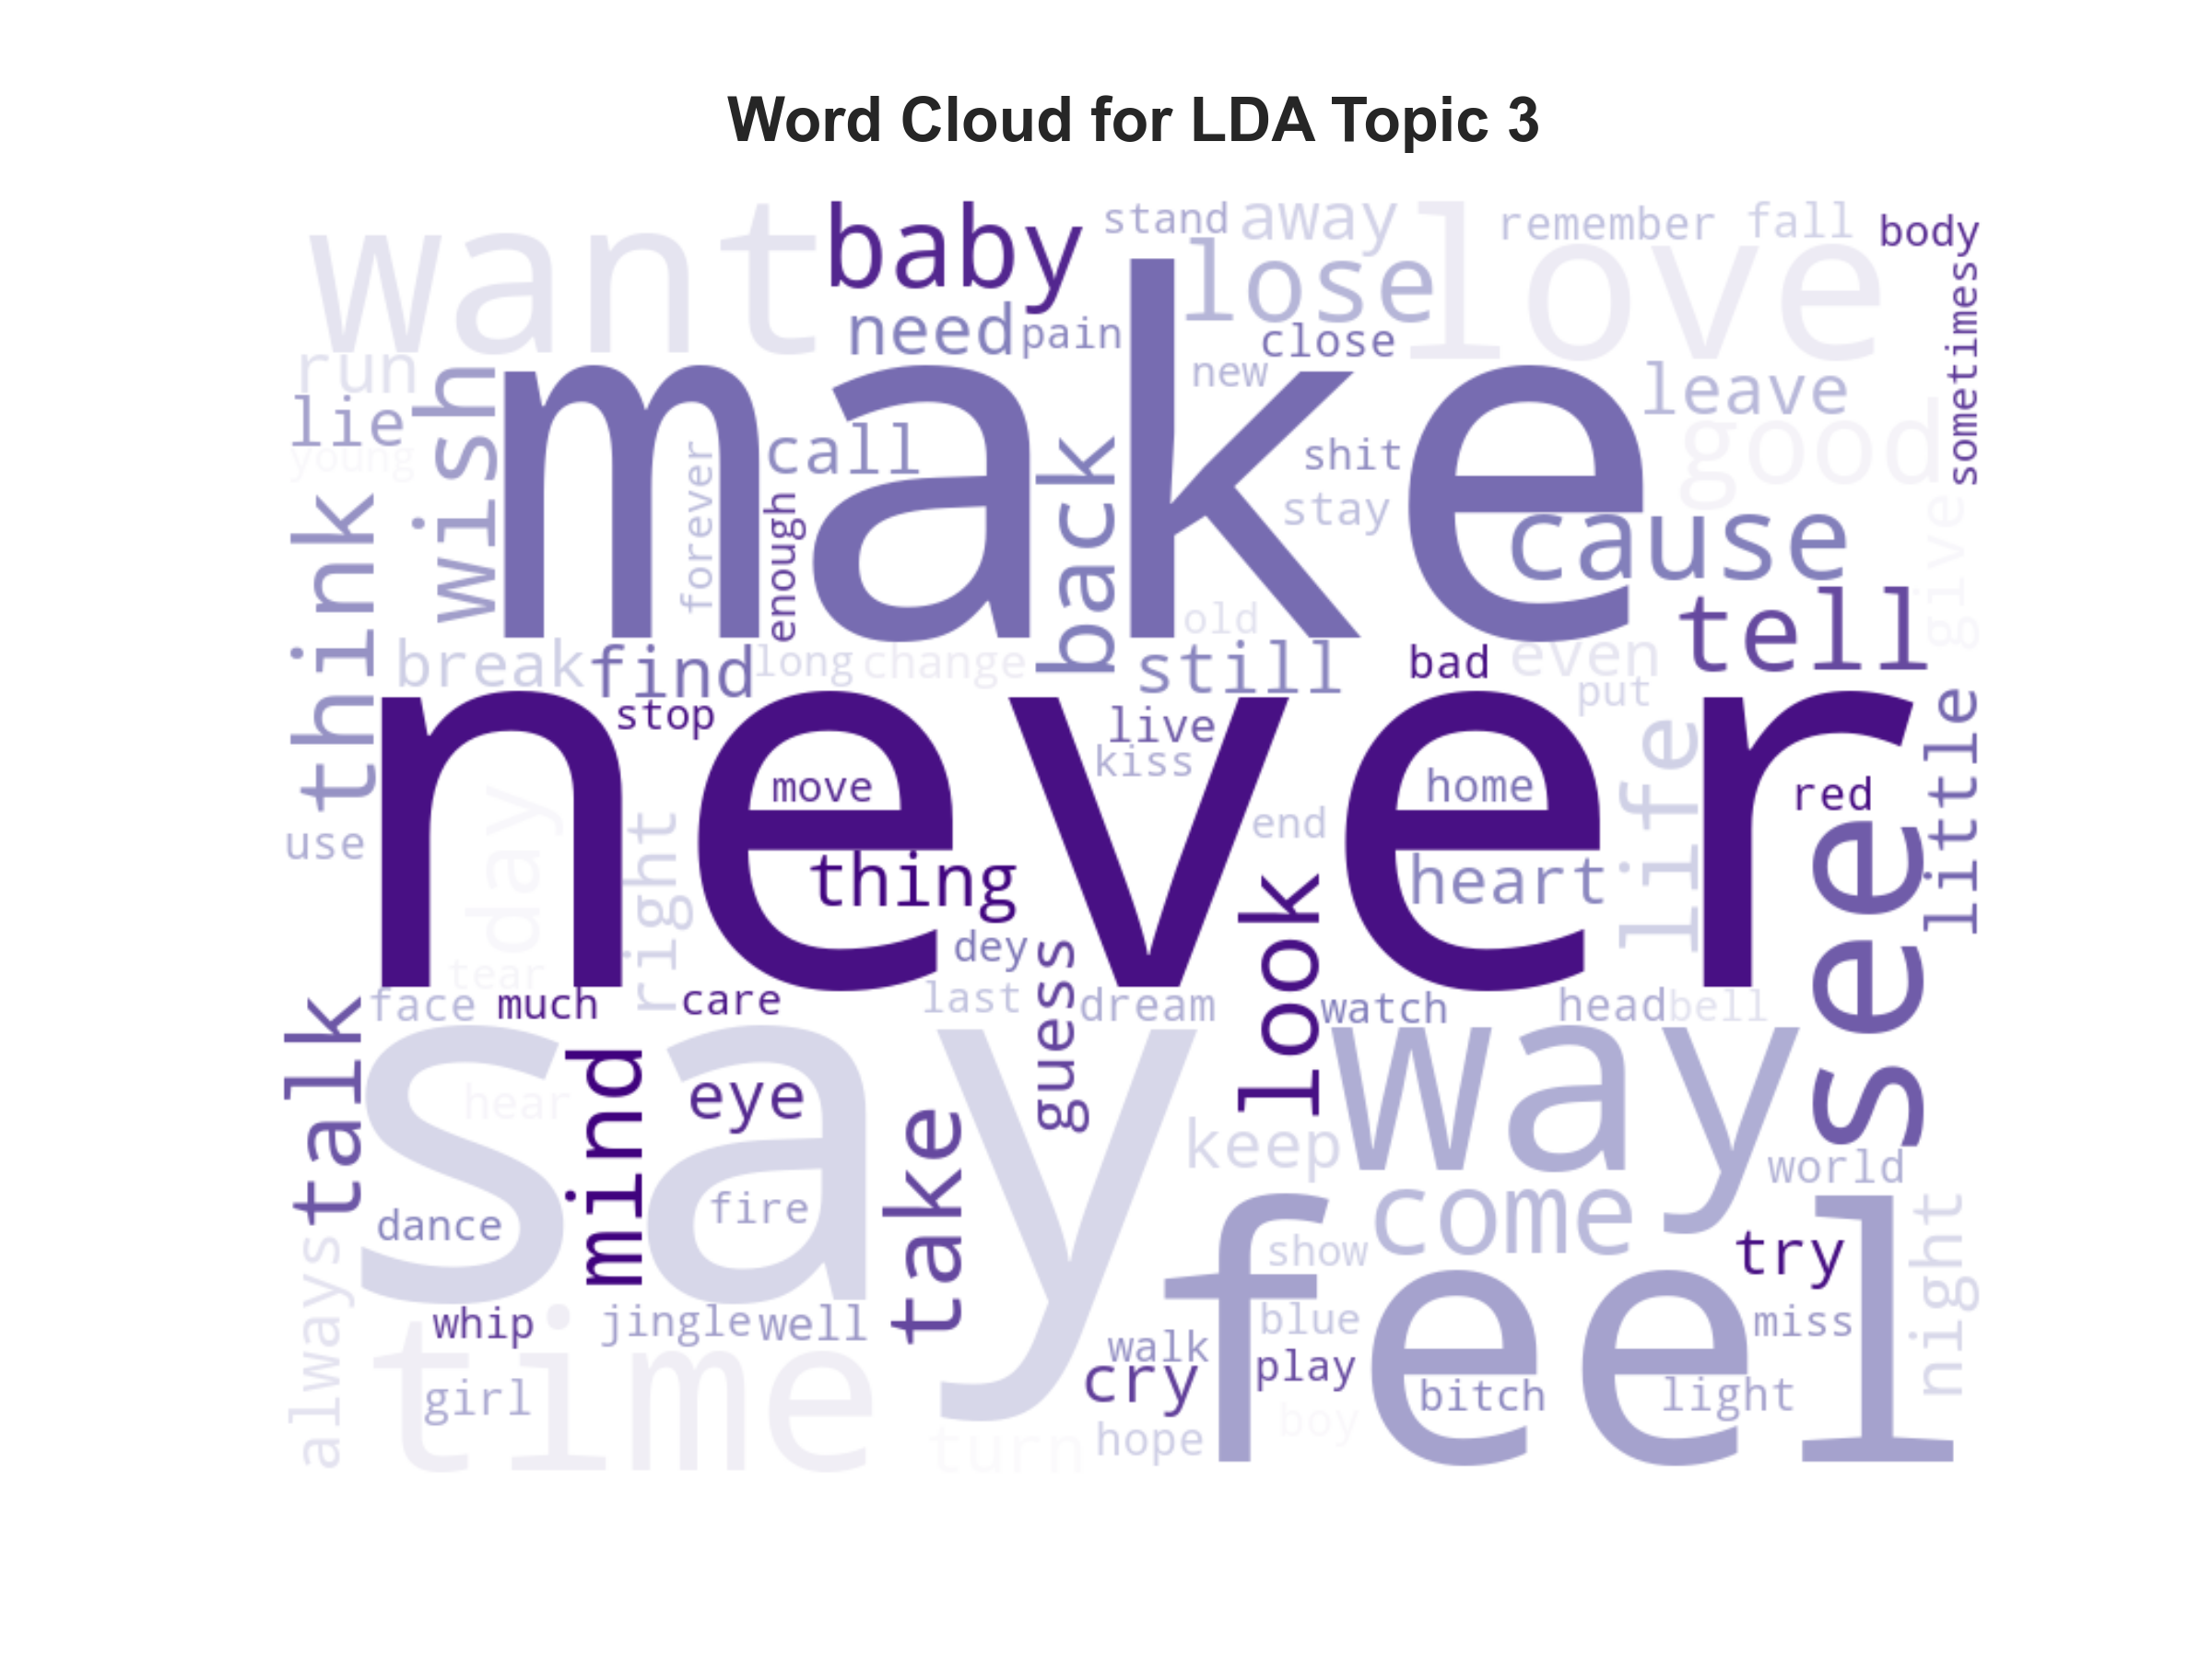 Word Cloud for LDA Topic 3
want
baby
stand
away
love
remember
fall
body
lose
need
pain
close
sometimes
run
make
new
leave
wish
lie
call
shit
good
young
forever
back
stay
think
enough
cause
give
old
tell
break
find
long
change
still
bad
even
put
stop
never
live
kiss
life
little
move
home
red
use
day
right
end
see
thing
heart
dey
look
tear
guess
face
much
care
last
dream
watch
head
bell
talk
say
way
mind
eye
hear
take
keep
world
dance
fire
come
show
feel
try
night
always
whip
jingle
well
blue
miss
time
walk
cry
play
girl
bitch
light
turn
hope
boy